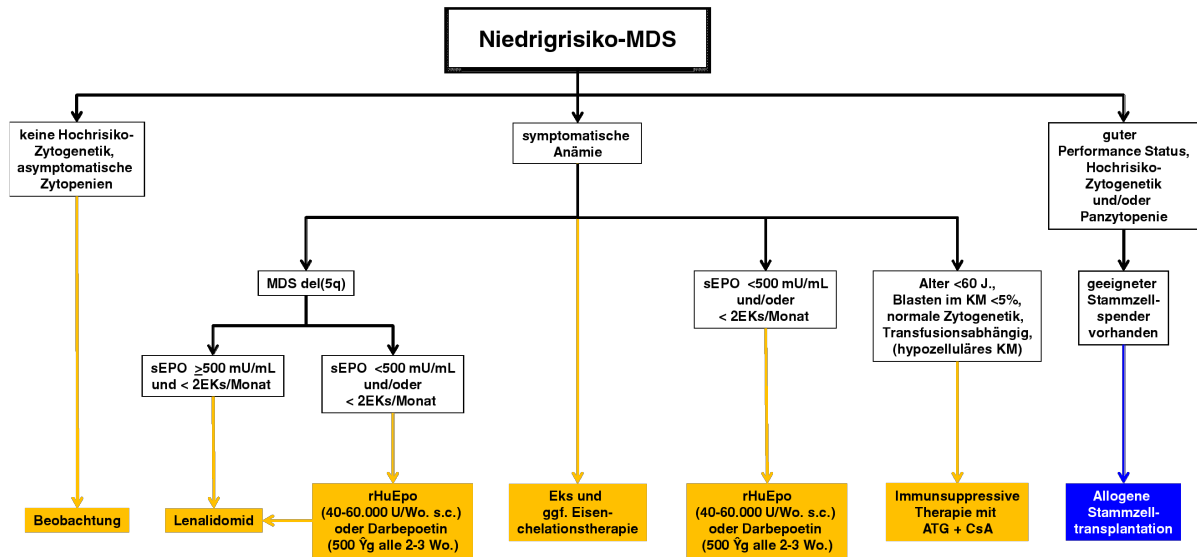 Niedrigrisiko-MDS
keine Hochrisiko-
Zytogenetik,
asymptomatische
Zytopenien
symptomatische
Anämie
guter
Performance Status,
Hochrisiko-
Zytogenetik
und/oder
Panzytopenie
MDS del(5q)
sEPO <500 mU/mL
und/oder
< 2EKs/Monat
Alter <60 J.,
Blasten im KM <5%,
normale Zytogenetik,
Transfusionsabhängig,
(hypozelluläres KM)
geeigneter
Stammzell-
spender
vorhanden
sEPO ≥500 mU/mL
und < 2EKs/Monat
sEPO <500 mU/mL
und/oder
< 2EKs/Monat
Beobachtung
Lenalidomid
rHuEpo
(40-60.000 U/Wo. s.c.)
oder Darbepoetin
(500 Ŷg alle 2-3 Wo.)
Eks und
ggf. Eisen-
chelationstherapie
rHuEpo
(40-60.000 U/Wo. s.c.)
oder Darbepoetin
(500 Ŷg alle 2-3 Wo.)
Immunsuppressive
Therapie mit
ATG + CsA
Allogene
Stammzell-
transplantation